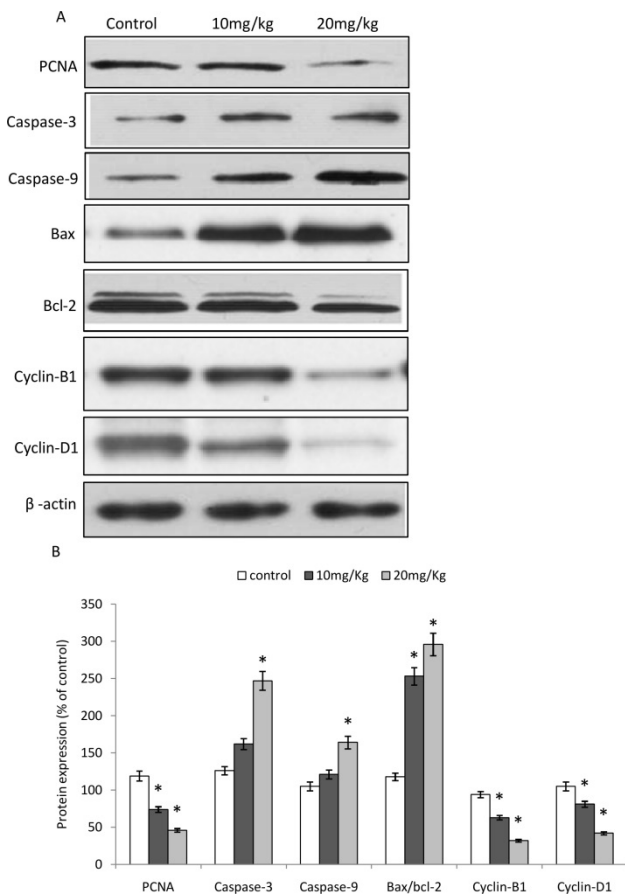 A
Control 10mg/kg 20mg/kg
PCNA
Caspase-3
Caspase-9
Bax
Bcl-2
Cyclin-B1
Cyclin-D1
β -actin
B
control 10mg/Kg 20mg/Kg
Protein expression (% of control)
350
300
250
200
150
100
50
0
* * * * * * * * * *
PCNA Caspase-3 Caspase-9 Bax/bcl-2 Cyclin-B1 Cyclin-D1